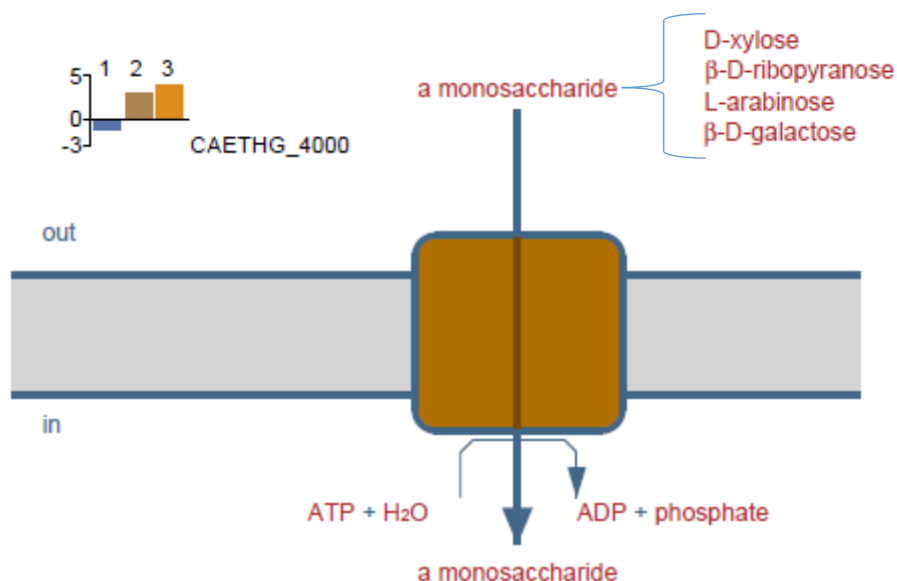 5 1 2 3
0
-3
CAETHG_4000
a monosaccharide
D-xylose
β-D-ribopyranose
L-arabinose
β-D-galactose
out
in
ATP + H₂O
ADP + phosphate
a monosaccharide